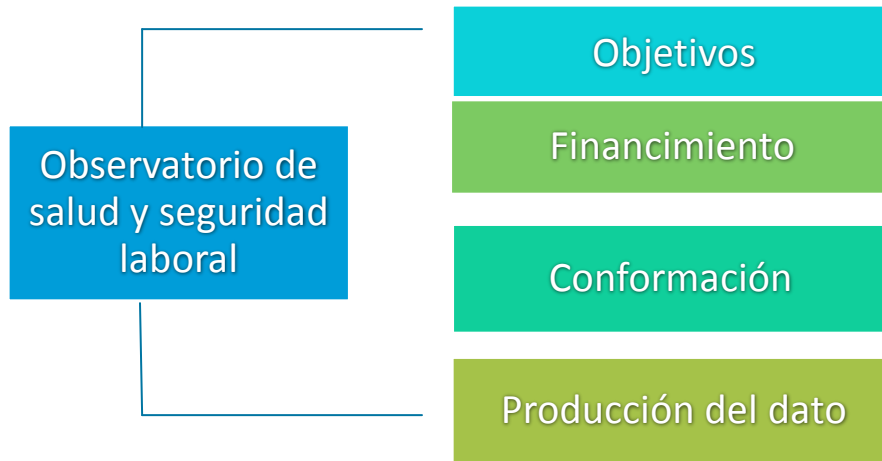 Observatorio de
salud y seguridad
laboral
Objetivos
Financimiento
Conformación
Producción del dato